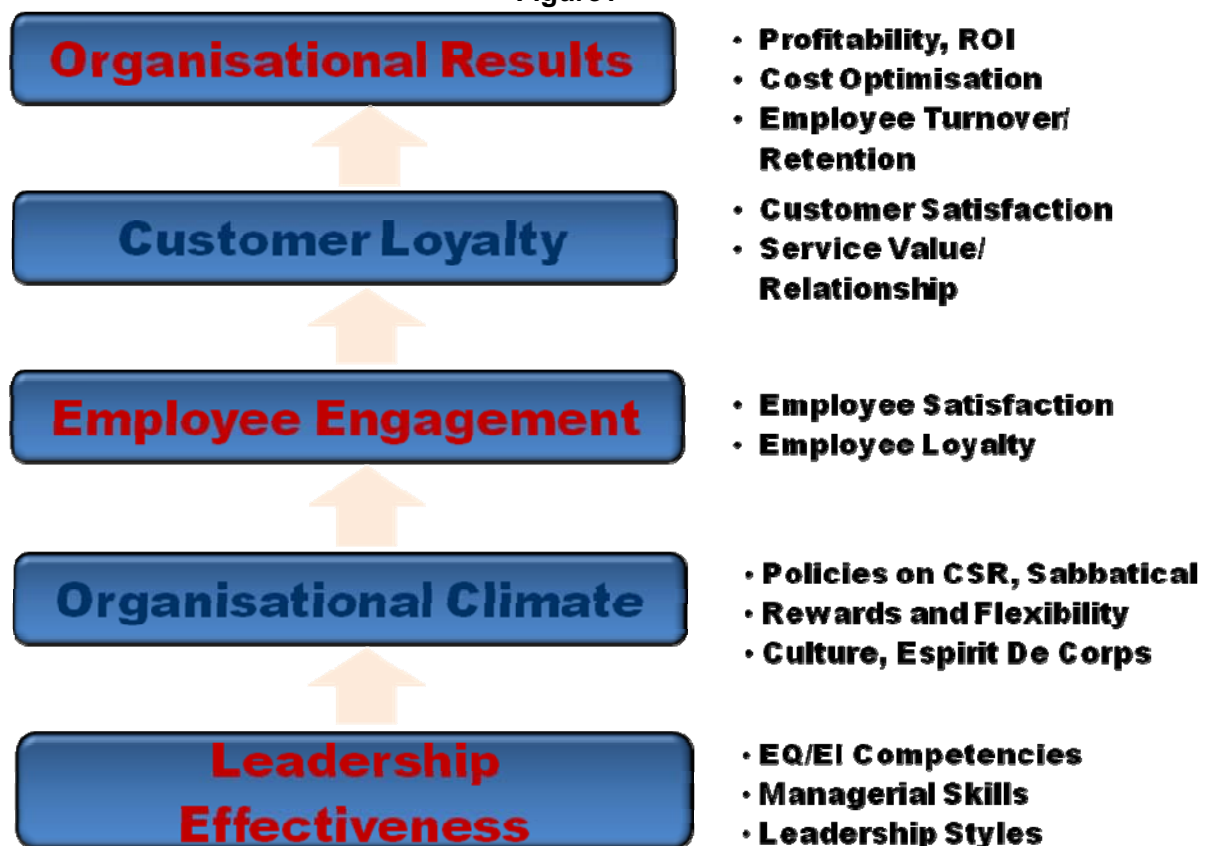 Organisational Results
• Profitability, ROI
• Cost Optimisation
• Employee Turnover/
Retention
Customer Loyalty
• Customer Satisfaction
• Service Value/
Relationship
Employee Engagement
• Employee Satisfaction
• Employee Loyalty
Organisational Climate
• Policies on CSR, Sabbatical
• Rewards and Flexibility
• Culture, Espirit De Corps
Leadership
Effectiveness
• EQ/EI Competencies
• Managerial Skills
• Leadership Styles